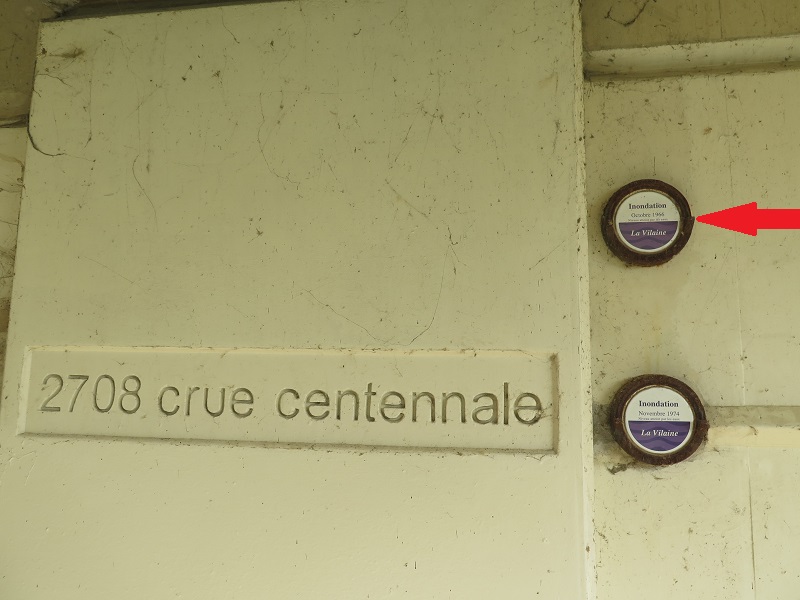 Inondation
Octobre 1966
La Vilaine
2708 crue centennale
Inondation
Novembre 1974
La Vilaine